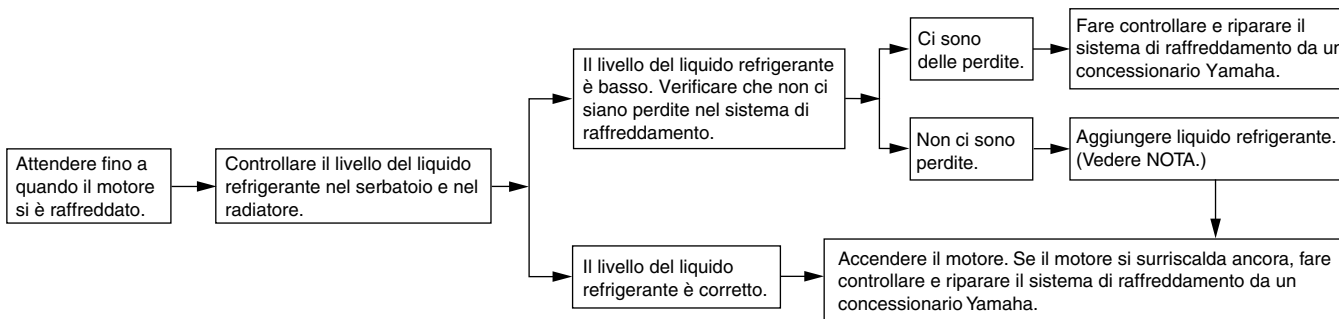 Attendere fino a
quando il motore
si è raffreddato.
Controllare il livello del liquido
refrigerante nel serbatoio e nel
radiatore.
Il livello del liquido refrigerante
è basso. Verificare che non ci
siano perdite nel sistema di
raffreddamento.
Ci sono
delle perdite.
Fare controllare e riparare il
sistema di raffreddamento da un
concessionario Yamaha.
Non ci sono
perdite.
Aggiungere liquido refrigerante.
(Vedere NOTA.)
Il livello del liquido
refrigerante è corretto.
Accendere il motore. Se il motore si surriscalda ancora, fare
controllare e riparare il sistema di raffreddamento da un
concessionario Yamaha.